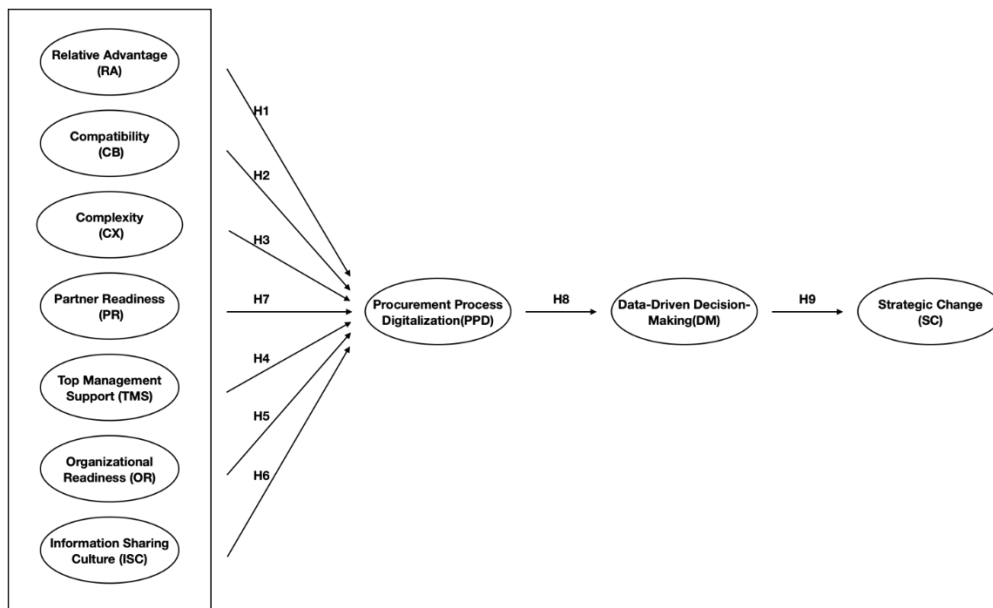 Relative Advantage
(RA)
Compatibility
(CB)
Complexity
(CX)
Partner Readiness
(PR)
Top Management
Support (TMS)
Organizational
Readiness (OR)
Information Sharing
Culture (ISC)
H1
H2
H3
H7
H4
H5
H6
Procurement Process
Digitalization(PPD)
H8
Data-Driven Decision-
Making(DM)
H9
Strategic Change
(SC)